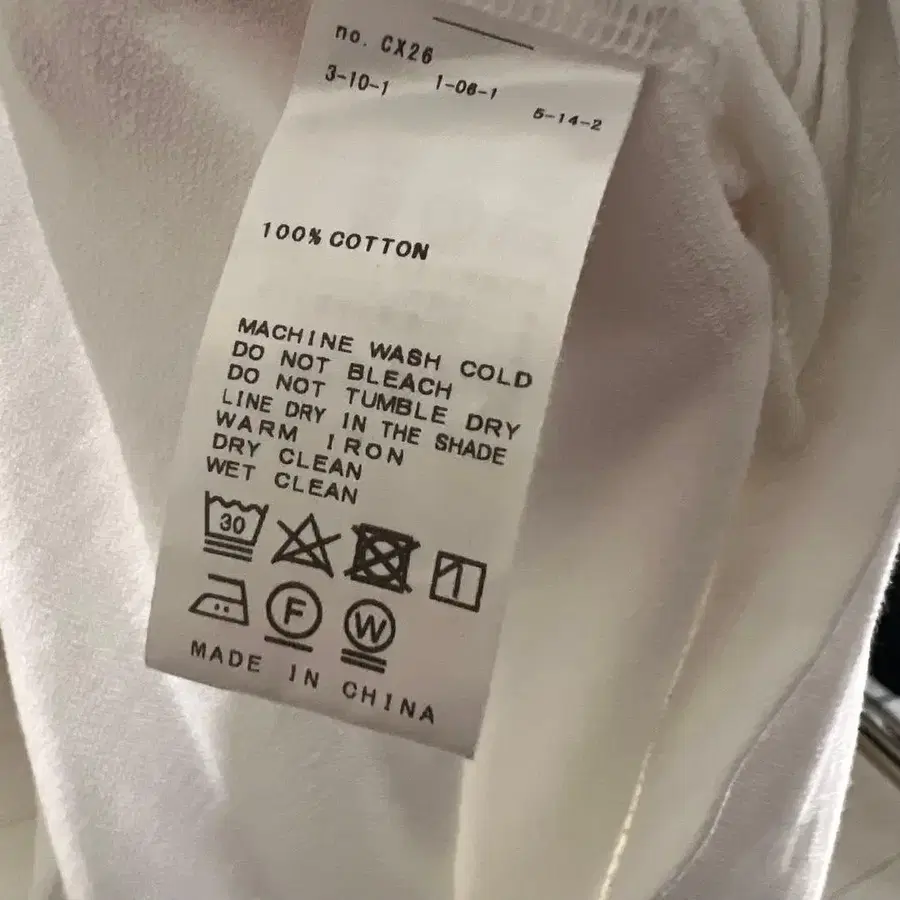 no. CX26
3-10-1 1-06-1 5-14-2
100% COTTON
MACHINE WASH COLD
DO NOT BLEACH
DO NOT TUMBLE DRY
LINE DRY IN THE SHADE
WARM IRON
DRY CLEAN
WET CLEAN
30
F W
MADE IN CHINA